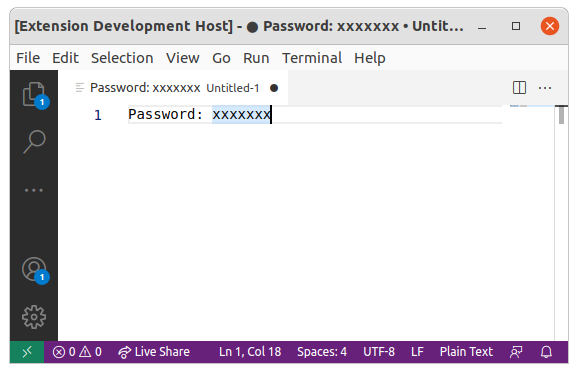 [Extension Development Host] - ● Password: xxxxxxx • Untit...
File Edit Selection View Go Run Terminal Help
Password: xxxxxxx Untitled-1 ●
1 Password: xxxxxxx
1
1
0 0 Live Share Ln 1, Col 18 Spaces: 4 UTF-8 LF Plain Text